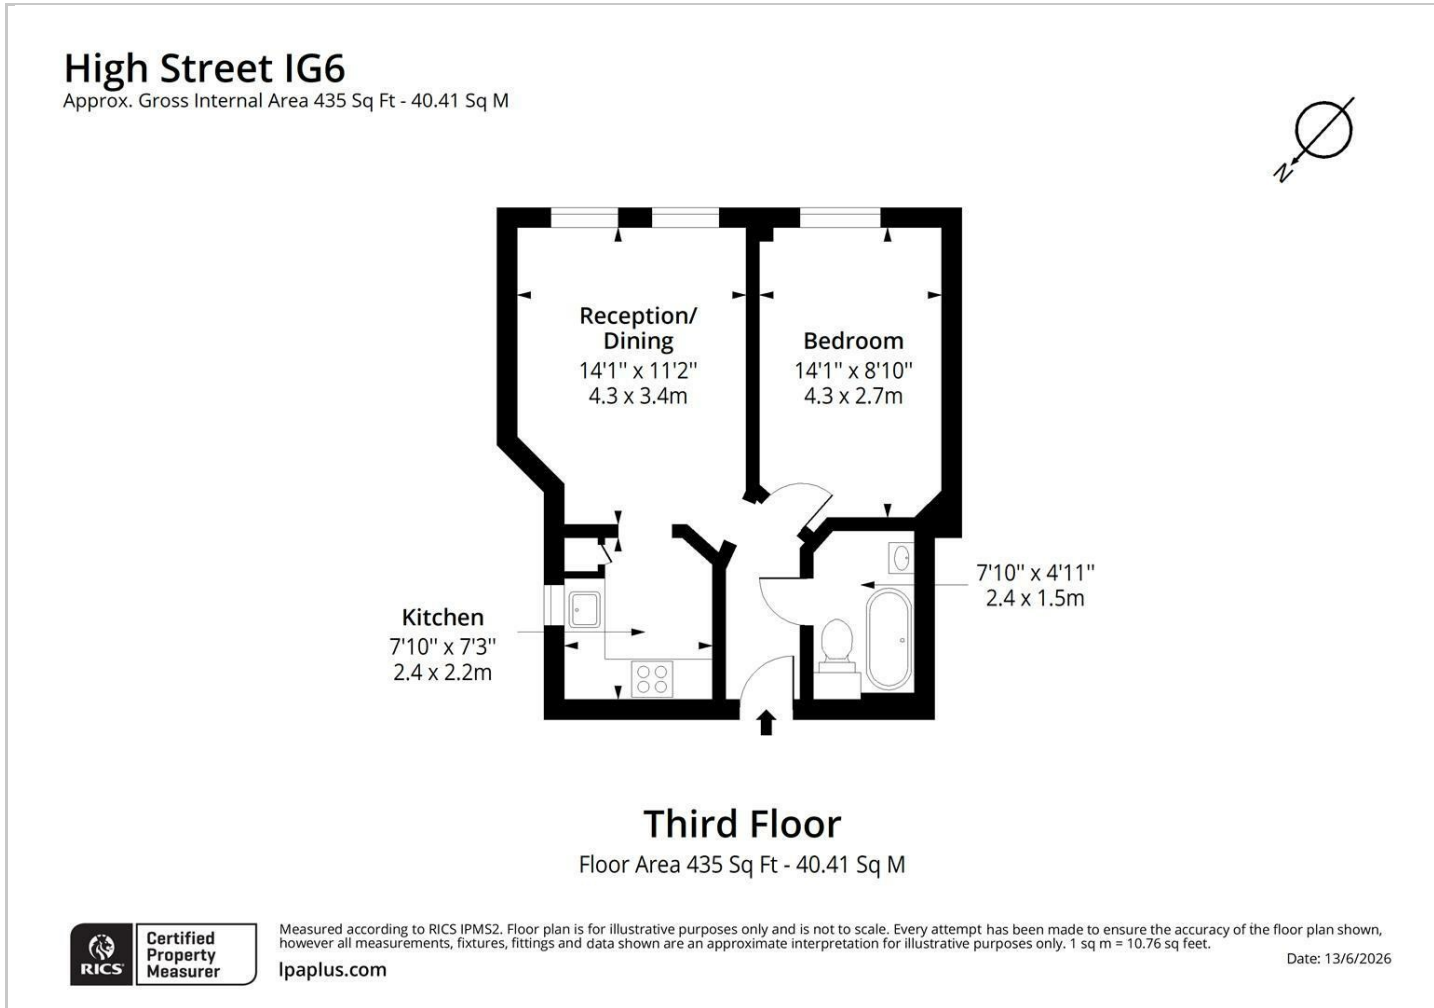 High Street IG6
Approx. Gross Internal Area 435 Sq Ft - 40.41 Sq M
N
Reception/
Dining
14'1" x 11'2"
4.3 x 3.4m
Bedroom
14'1" x 8'10"
4.3 x 2.7m
7'10" x 4'11"
2.4 x 1.5m
Kitchen
7'10" x 7'3"
2.4 x 2.2m
Third Floor
Floor Area 435 Sq Ft - 40.41 Sq M
RICS
Certified
Property
Measurer
Measured according to RICS IPMS2. Floor plan is for illustrative purposes only and is not to scale. Every attempt has been made to ensure the accuracy of the floor plan shown,
however all measurements, fixtures, fittings and data shown are an approximate interpretation for illustrative purposes only. 1 sq m = 10.76 sq feet.
lpaplus.com
Date: 13/6/2026